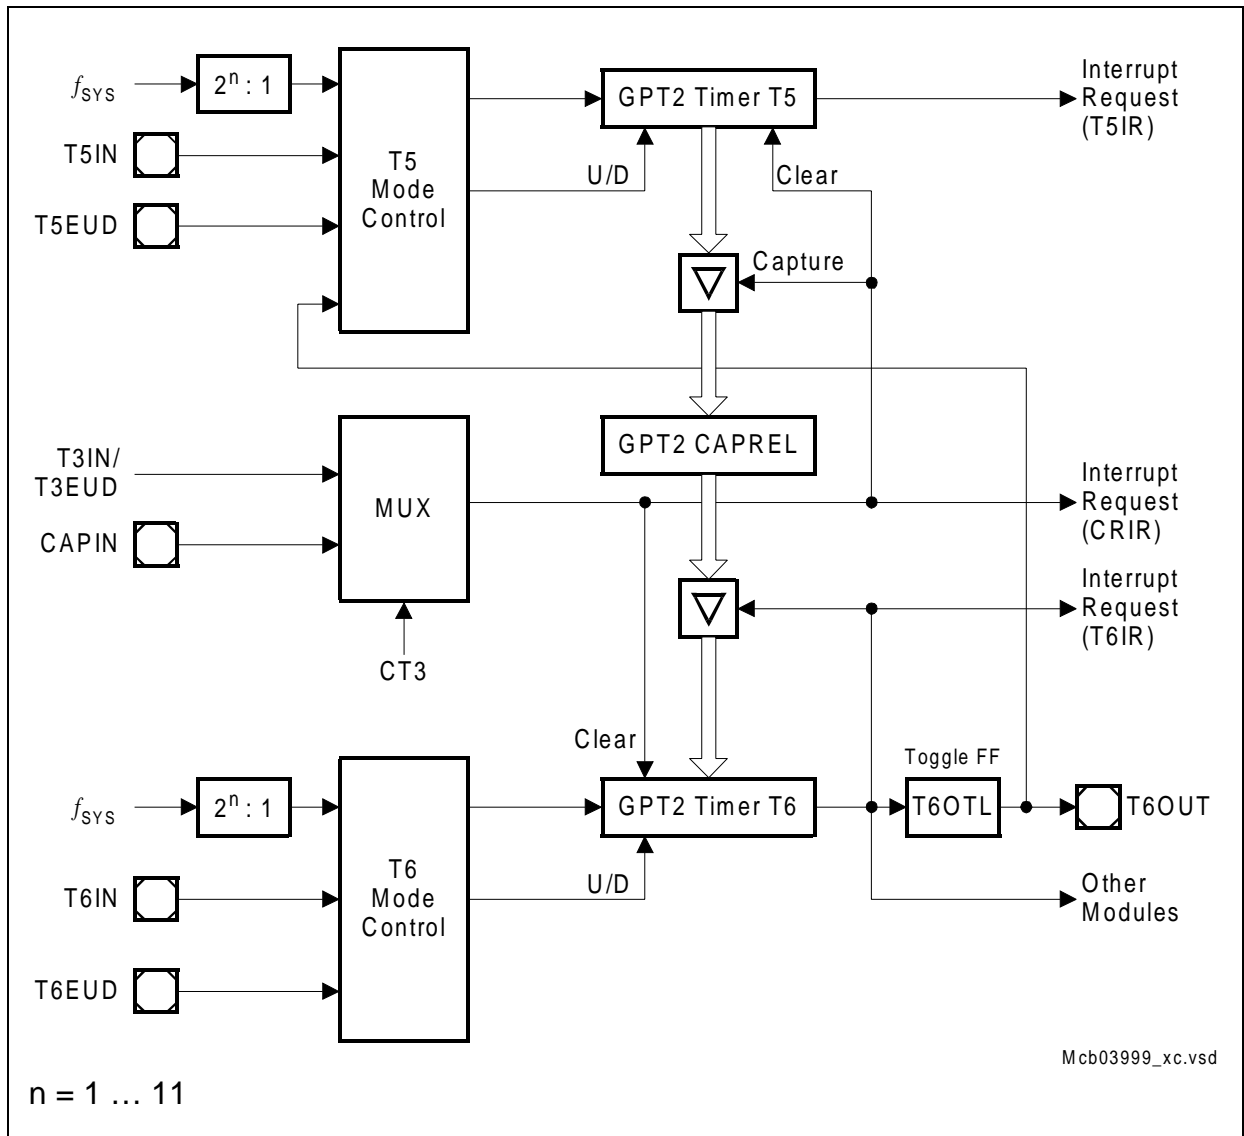 fSYS
2n : 1
T5IN
T5EUD
T5
Mode
Control
GPT2 Timer T5
U/D
Clear
Interrupt
Request
(T5IR)
Capture
T3IN/
T3EUD
CAPIN
MUX
CT3
GPT2 CAPREL
Interrupt
Request
(CRIR)
Interrupt
Request
(T6IR)
Clear
fSYS
2n : 1
T6IN
T6EUD
T6
Mode
Control
GPT2 Timer T6
U/D
Toggle FF
T6OTL
T6OUT
Other
Modules
Mcb03999_xc.vsd
n = 1 … 11